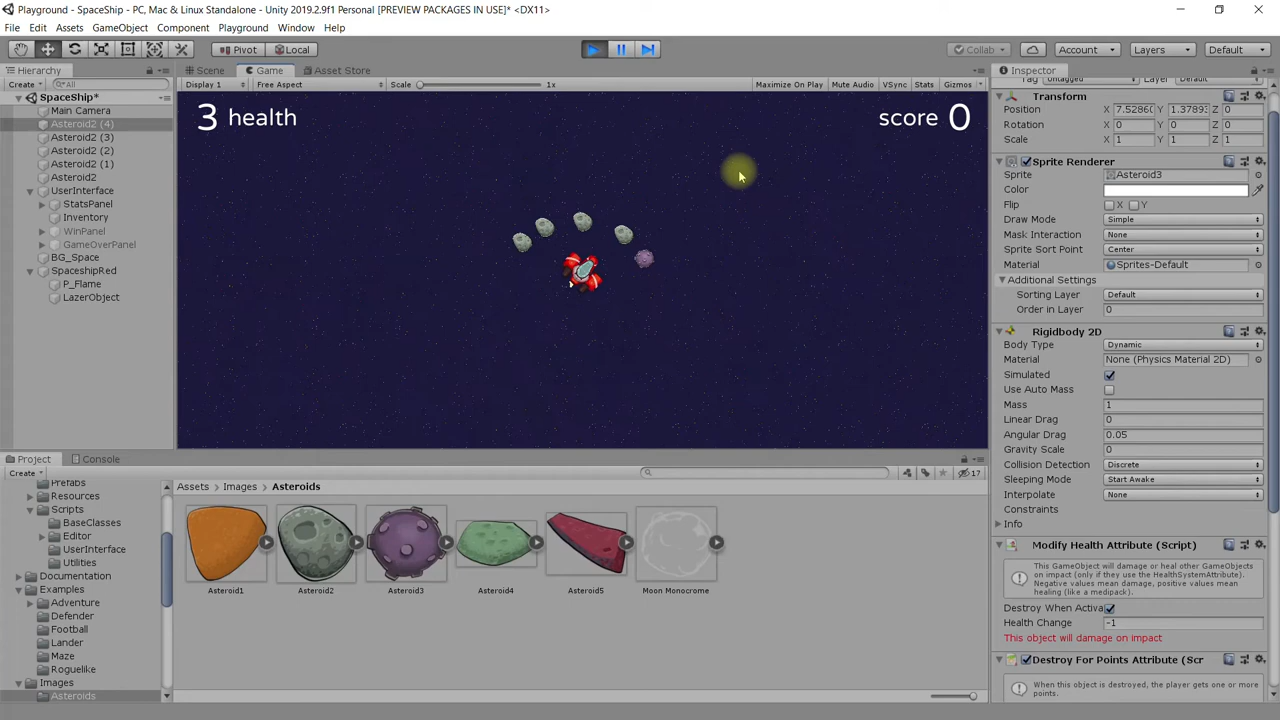 Playground - SpaceShip - PC, Mac & Linux Standalone - Unity 2019.2.9f1 Personal [PREVIEW PACKAGES IN USE]* <DX11>
File Edit Assets GameObject Component Playground Window Help
Pivot Local Collab Account Layers Default
Hierarchy Scene Game Asset Store Inspector
Create All Display 1 Free Aspect Scale 1x Maximize On Play Mute Audio VSync Stats Gizmos
Tag Untagged Layer Default
SpaceShip*
Main Camera
Asteroid2 (4)
Asteroid2 (3)
Asteroid2 (2)
Asteroid2 (1)
Asteroid2
UserInterface
StatsPanel
Inventory
WinPanel
GameOverPanel
BG_Space
SpaceshipRed
P_Flame
LazerObject
3 health
score 0
Transform
Position X 7.5286( Y 1.3789: Z 0
Rotation X 0 Y 0 Z 0
Scale X 1 Y 1 Z 1
Sprite Renderer
Sprite Asteroid3
Color
Flip X Y
Draw Mode Simple
Mask Interaction None
Sprite Sort Point Center
Material Sprites-Default
Additional Settings
Sorting Layer Default
Order in Layer 0
Rigidbody 2D
Body Type Dynamic
Material None (Physics Material 2D)
Simulated
Use Auto Mass
Mass 1
Linear Drag 0
Angular Drag 0.05
Gravity Scale 0
Collision Detection Discrete
Sleeping Mode Start Awake
Interpolate None
Constraints
Info
Modify Health Attribute (Script)
This GameObject will damage or heal other GameObjects
on impact (only if they use the HealthSystemAttribute).
Negative values mean damage, positive values mean
healing (like a medipack).
Destroy When Activa
Health Change -1
This object will damage on impact
Destroy For Points Attribute (Scr
When this object is destroyed, the player gets one or more
points.
Project Console
Create 17
Prefabs
Resources
Scripts
BaseClasses
Editor
UserInterface
Utilities
Documentation
Examples
Adventure
Defender
Football
Lander
Maze
Roguelike
Images
Asteroids
Assets Images Asteroids
Asteroid1 Asteroid2 Asteroid3 Asteroid4 Asteroid5 Moon Monocrome